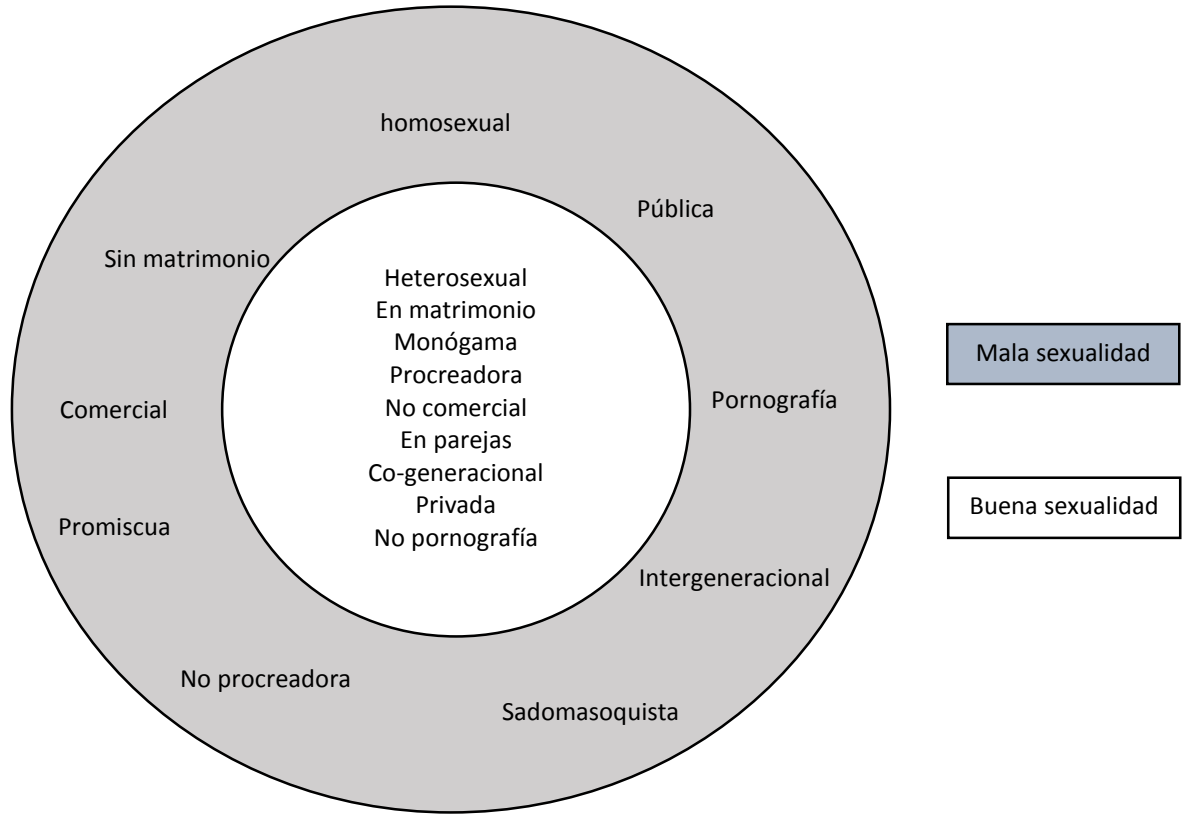 homosexual
Pública
Sin matrimonio
Heterosexual
En matrimonio
Monógama
Procreadora
No comercial
En parejas
Co-generacional
Privada
No pornografía
Comercial
Pornografía
Promiscua
Intergeneracional
No procreadora
Sadomasoquista
Mala sexualidad
Buena sexualidad